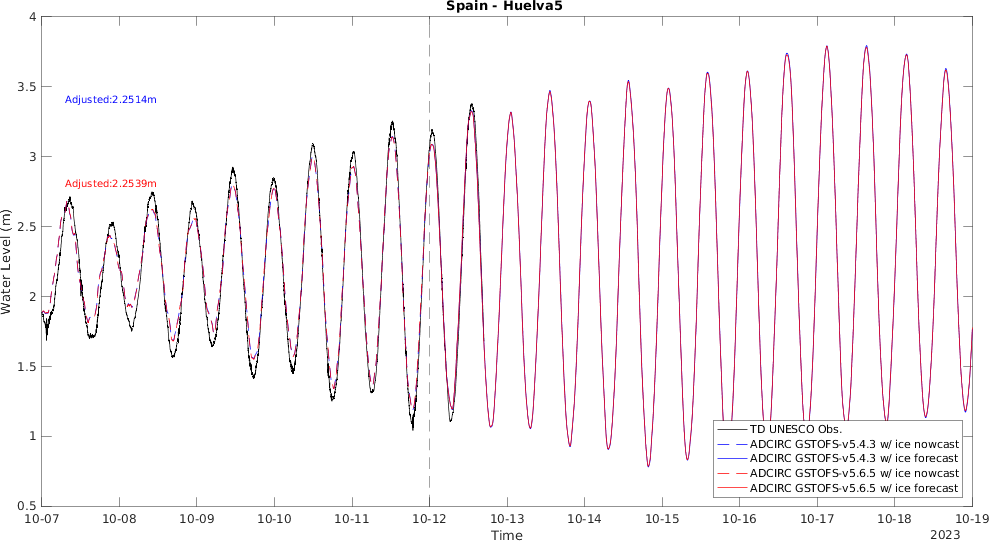 Spain - Huelva5
4
3.5
3
2.5
2
1.5
1
0.5
Water Level (m)
Adjusted:2.2514m
Adjusted:2.2539m
TD UNESCO Obs.
ADCIRC GSTOFS-v5.4.3 w/ ice nowcast
ADCIRC GSTOFS-v5.4.3 w/ ice forecast
ADCIRC GSTOFS-v5.6.5 w/ ice nowcast
ADCIRC GSTOFS-v5.6.5 w/ ice forecast
10-07 10-08 10-09 10-10 10-11 10-12 10-13 10-14 10-15 10-16 10-17 10-18 10-19
Time
2023